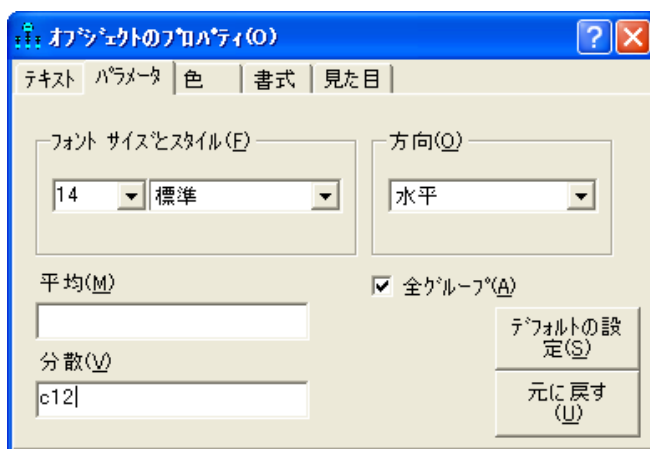 オブジェクトのプロパティ(O)
テキスト パラメータ 色 書式 見た目
フォント サイズとスタイル(F)
方向(O)
14 標準
水平
平均(M)
全グループ(A)
デフォルトの設
定(S)
分散(V)
c12
元に戻す
(U)